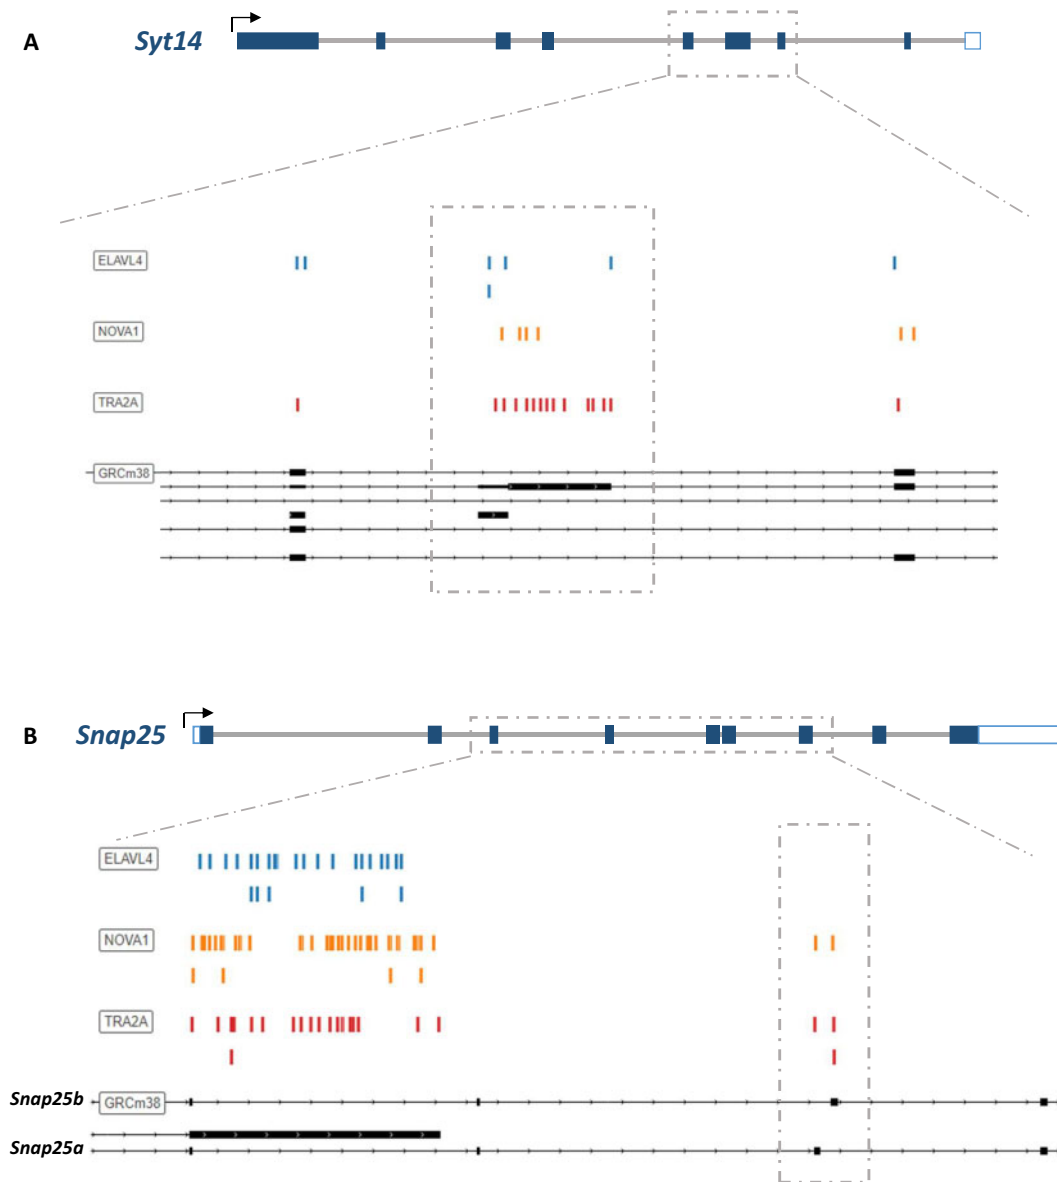 A
Syt14
ELAVL4
NOVA1
TRA2A
GRCm38
B
Snap25
ELAVL4
NOVA1
TRA2A
Snap25b
GRCm38
Snap25a